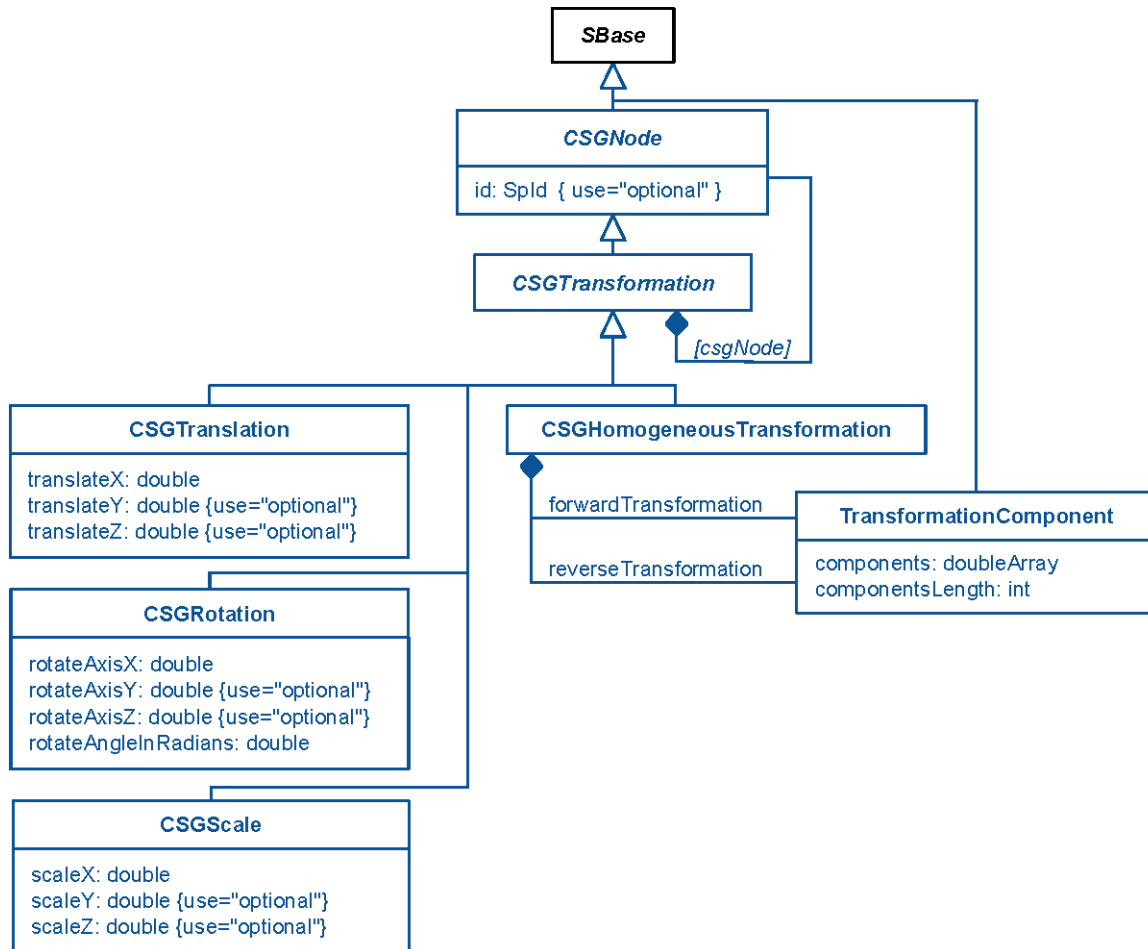 SBase
CSGNode
id: SpId { use="optional" }
CSGTransformation
[csgNode]
CSGTranslation
translateX: double
translateY: double {use="optional"}
translateZ: double {use="optional"}
CSGHomogeneousTransformation
forwardTransformation
reverseTransformation
TransformationComponent
components: doubleArray
componentsLength: int
CSGRotation
rotateAxisX: double
rotateAxisY: double {use="optional"}
rotateAxisZ: double {use="optional"}
rotateAngleInRadians: double
CSGScale
scaleX: double
scaleY: double {use="optional"}
scaleZ: double {use="optional"}